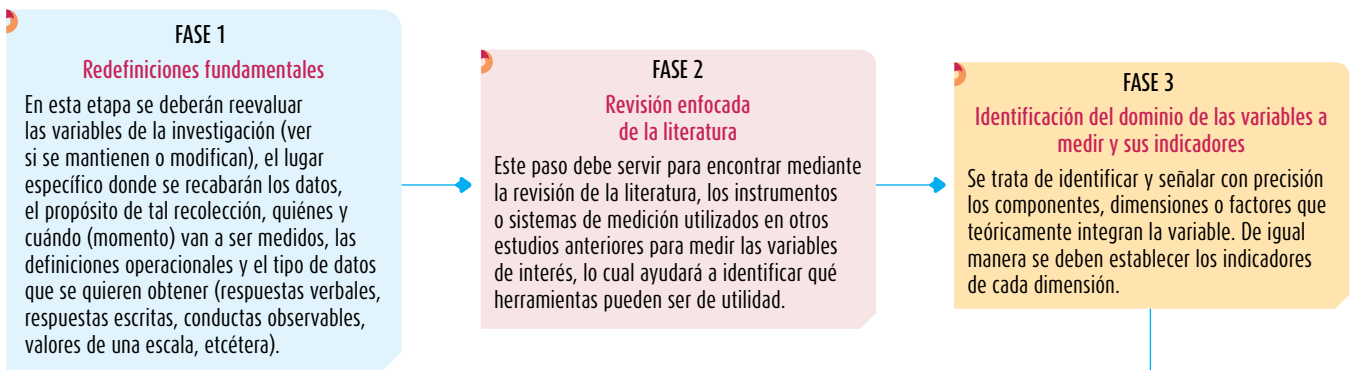 FASE 1
Redefiniciones fundamentales
En esta etapa se deberán reevaluar
las variables de la investigación (ver
si se mantienen o modifican), el lugar
específico donde se recabarán los datos,
el propósito de tal recolección, quiénes y
cuándo (momento) van a ser medidos, las
definiciones operacionales y el tipo de datos
que se quieren obtener (respuestas verbales,
respuestas escritas, conductas observables,
valores de una escala, etcétera).
FASE 2
Revisión enfocada
de la literatura
Este paso debe servir para encontrar mediante
la revisión de la literatura, los instrumentos
o sistemas de medición utilizados en otros
estudios anteriores para medir las variables
de interés, lo cual ayudará a identificar qué
herramientas pueden ser de utilidad.
FASE 3
Identificación del dominio de las variables a
medir y sus indicadores
Se trata de identificar y señalar con precisión
los componentes, dimensiones o factores que
teóricamente integran la variable. De igual
manera se deben establecer los indicadores
de cada dimensión.